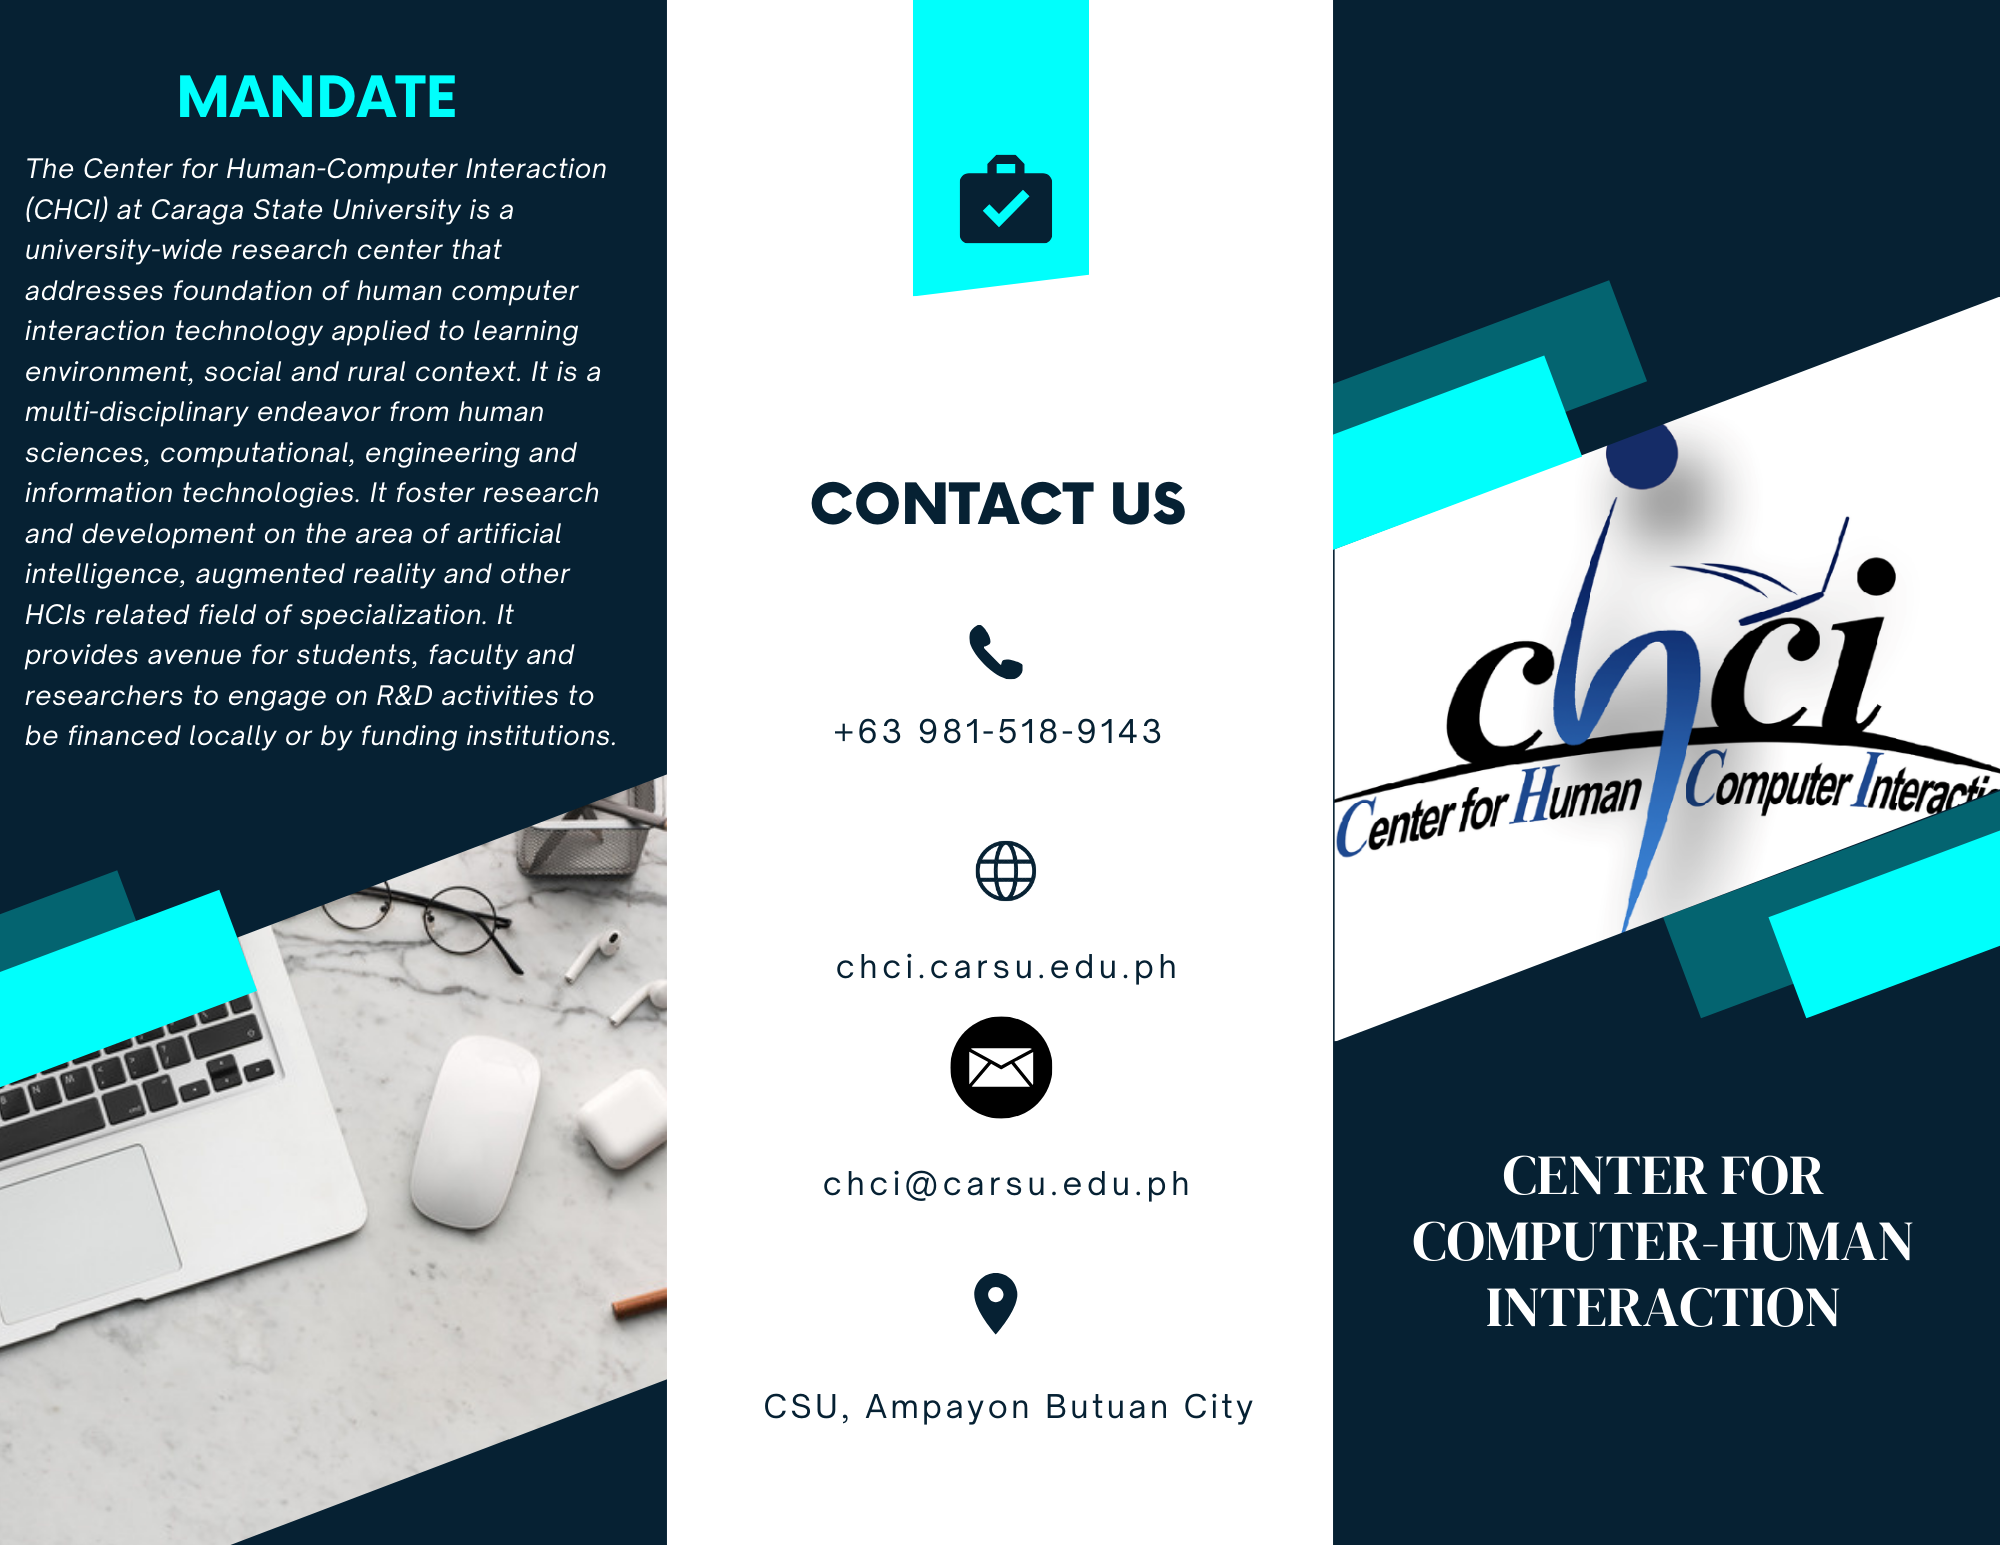 MANDATE
The Center for Human-Computer Interaction
(CHCI) at Caraga State University is a
university-wide research center that
addresses foundation of human computer
interaction technology applied to learning
environment, social and rural context. It is a
multi-disciplinary endeavor from human
sciences, computational, engineering and
information technologies. It foster research
and development on the area of artificial
intelligence, augmented reality and other
HCIs related field of specialization. It
provides avenue for students, faculty and
researchers to engage on R&D activities to
be financed locally or by funding institutions.
CONTACT US
+63 981-518-9143
chci.carsu.edu.ph
chci@carsu.edu.ph
CSU, Ampayon Butuan City
chci
Center for Human Computer Interactio
CENTER FOR
COMPUTER-HUMAN
INTERACTION